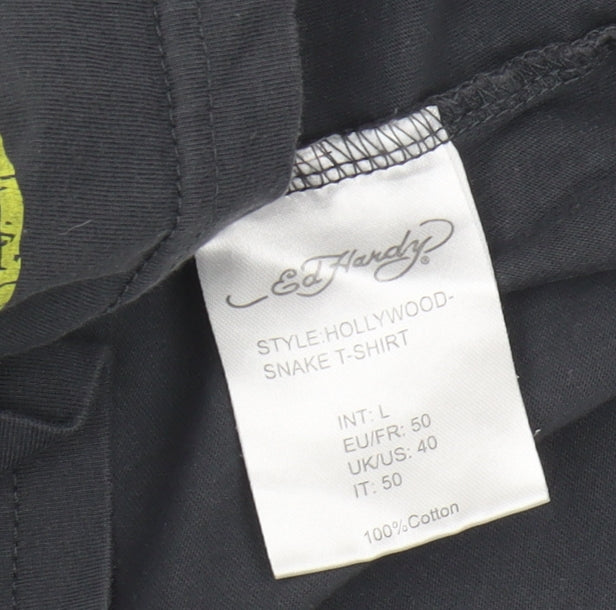 Ed Hardy®
STYLE:HOLLYWOOD-
SNAKE T-SHIRT
INT: L
EU/FR: 50
UK/US: 40
IT: 50
100%Cotton